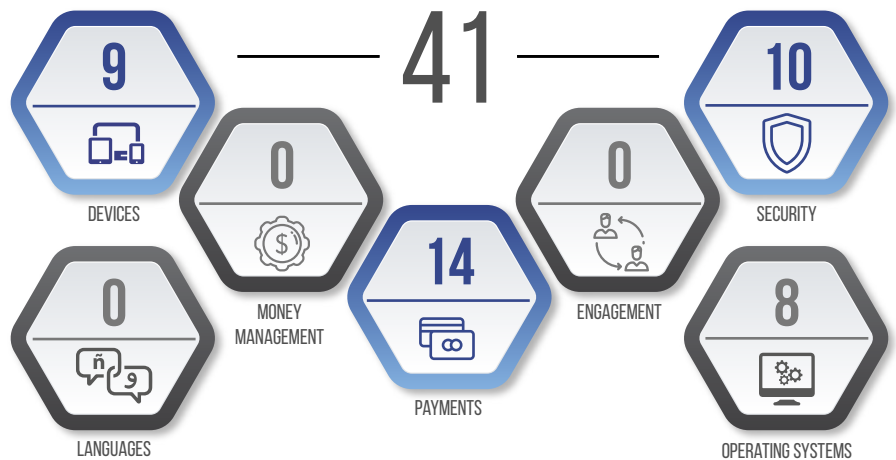 41
9
DEVICES
10
SECURITY
0
$
MONEY
MANAGEMENT
0
ENGAGEMENT
14
PAYMENTS
0
ñ
و
LANGUAGES
8
OPERATING SYSTEMS